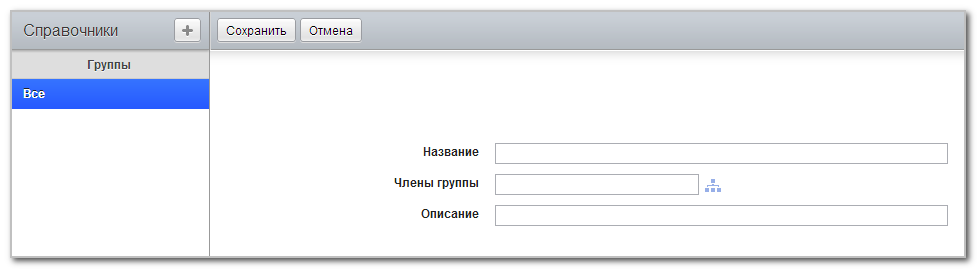 Справочники
Сохранить Отмена
Группы
Все
Название
Члены группы
Описание